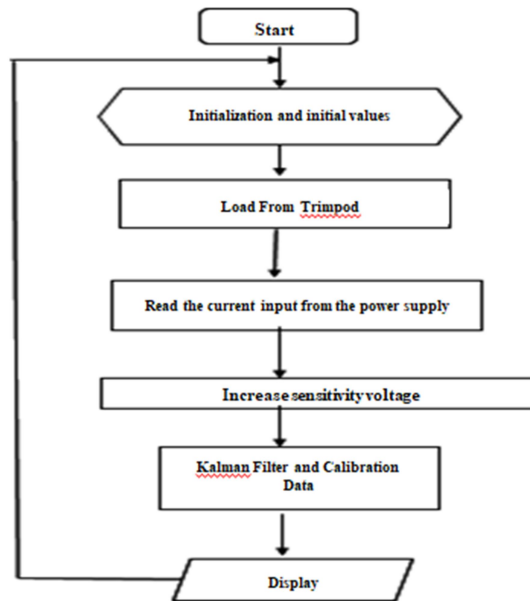 Start
Initialization and initial values
Load From Trimpod
Read the current input from the power supply
Increase sensitivity voltage
Kalman Filter and Calibration
Data
Display